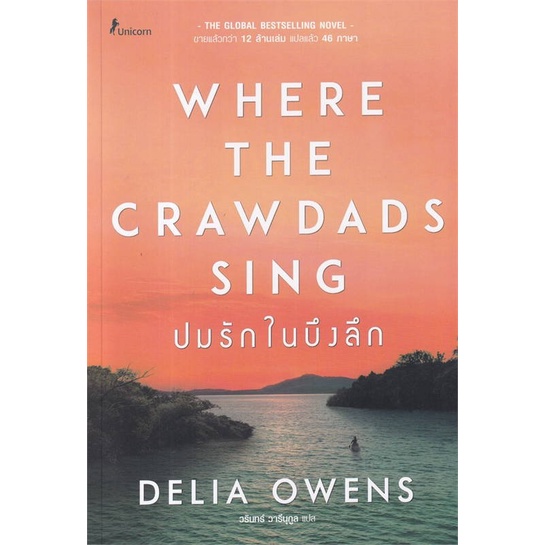 Unicorn
- THE GLOBAL BESTSELLING NOVEL -
ขายแล้วกว่า 12 ล้านเล่ม แปลแล้ว 46 ภาษา
WHERE
THE
CRAWDADS
SING
ปมรักในบึงลึก
DELIA OWENS
วรินทร์ วารีนุกูล แปล